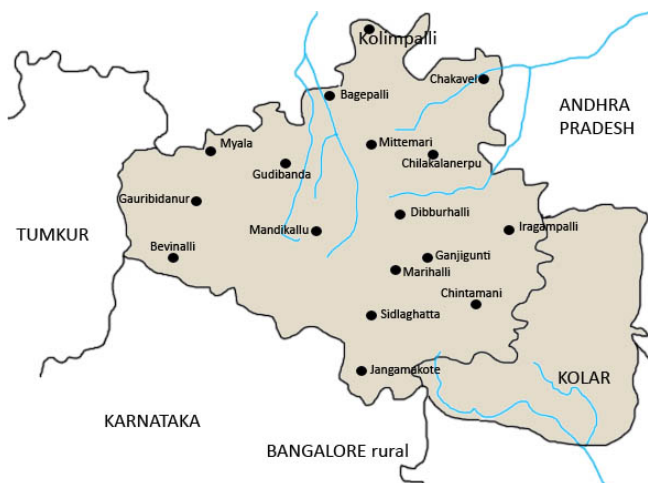 Kolimpalli
Chakavel
Bagepalli
ANDHRA
PRADESH
Mittemari
Myala
Chilakalanerpu
Gudibanda
Gauribidanur
Dibburhalli
TUMKUR
Mandikallu
Iragampalli
Bevinalli
Ganjigunti
Marihalli
Chintamani
Sidlaghatta
Jangamakote
KOLAR
KARNATAKA
BANGALORE rural